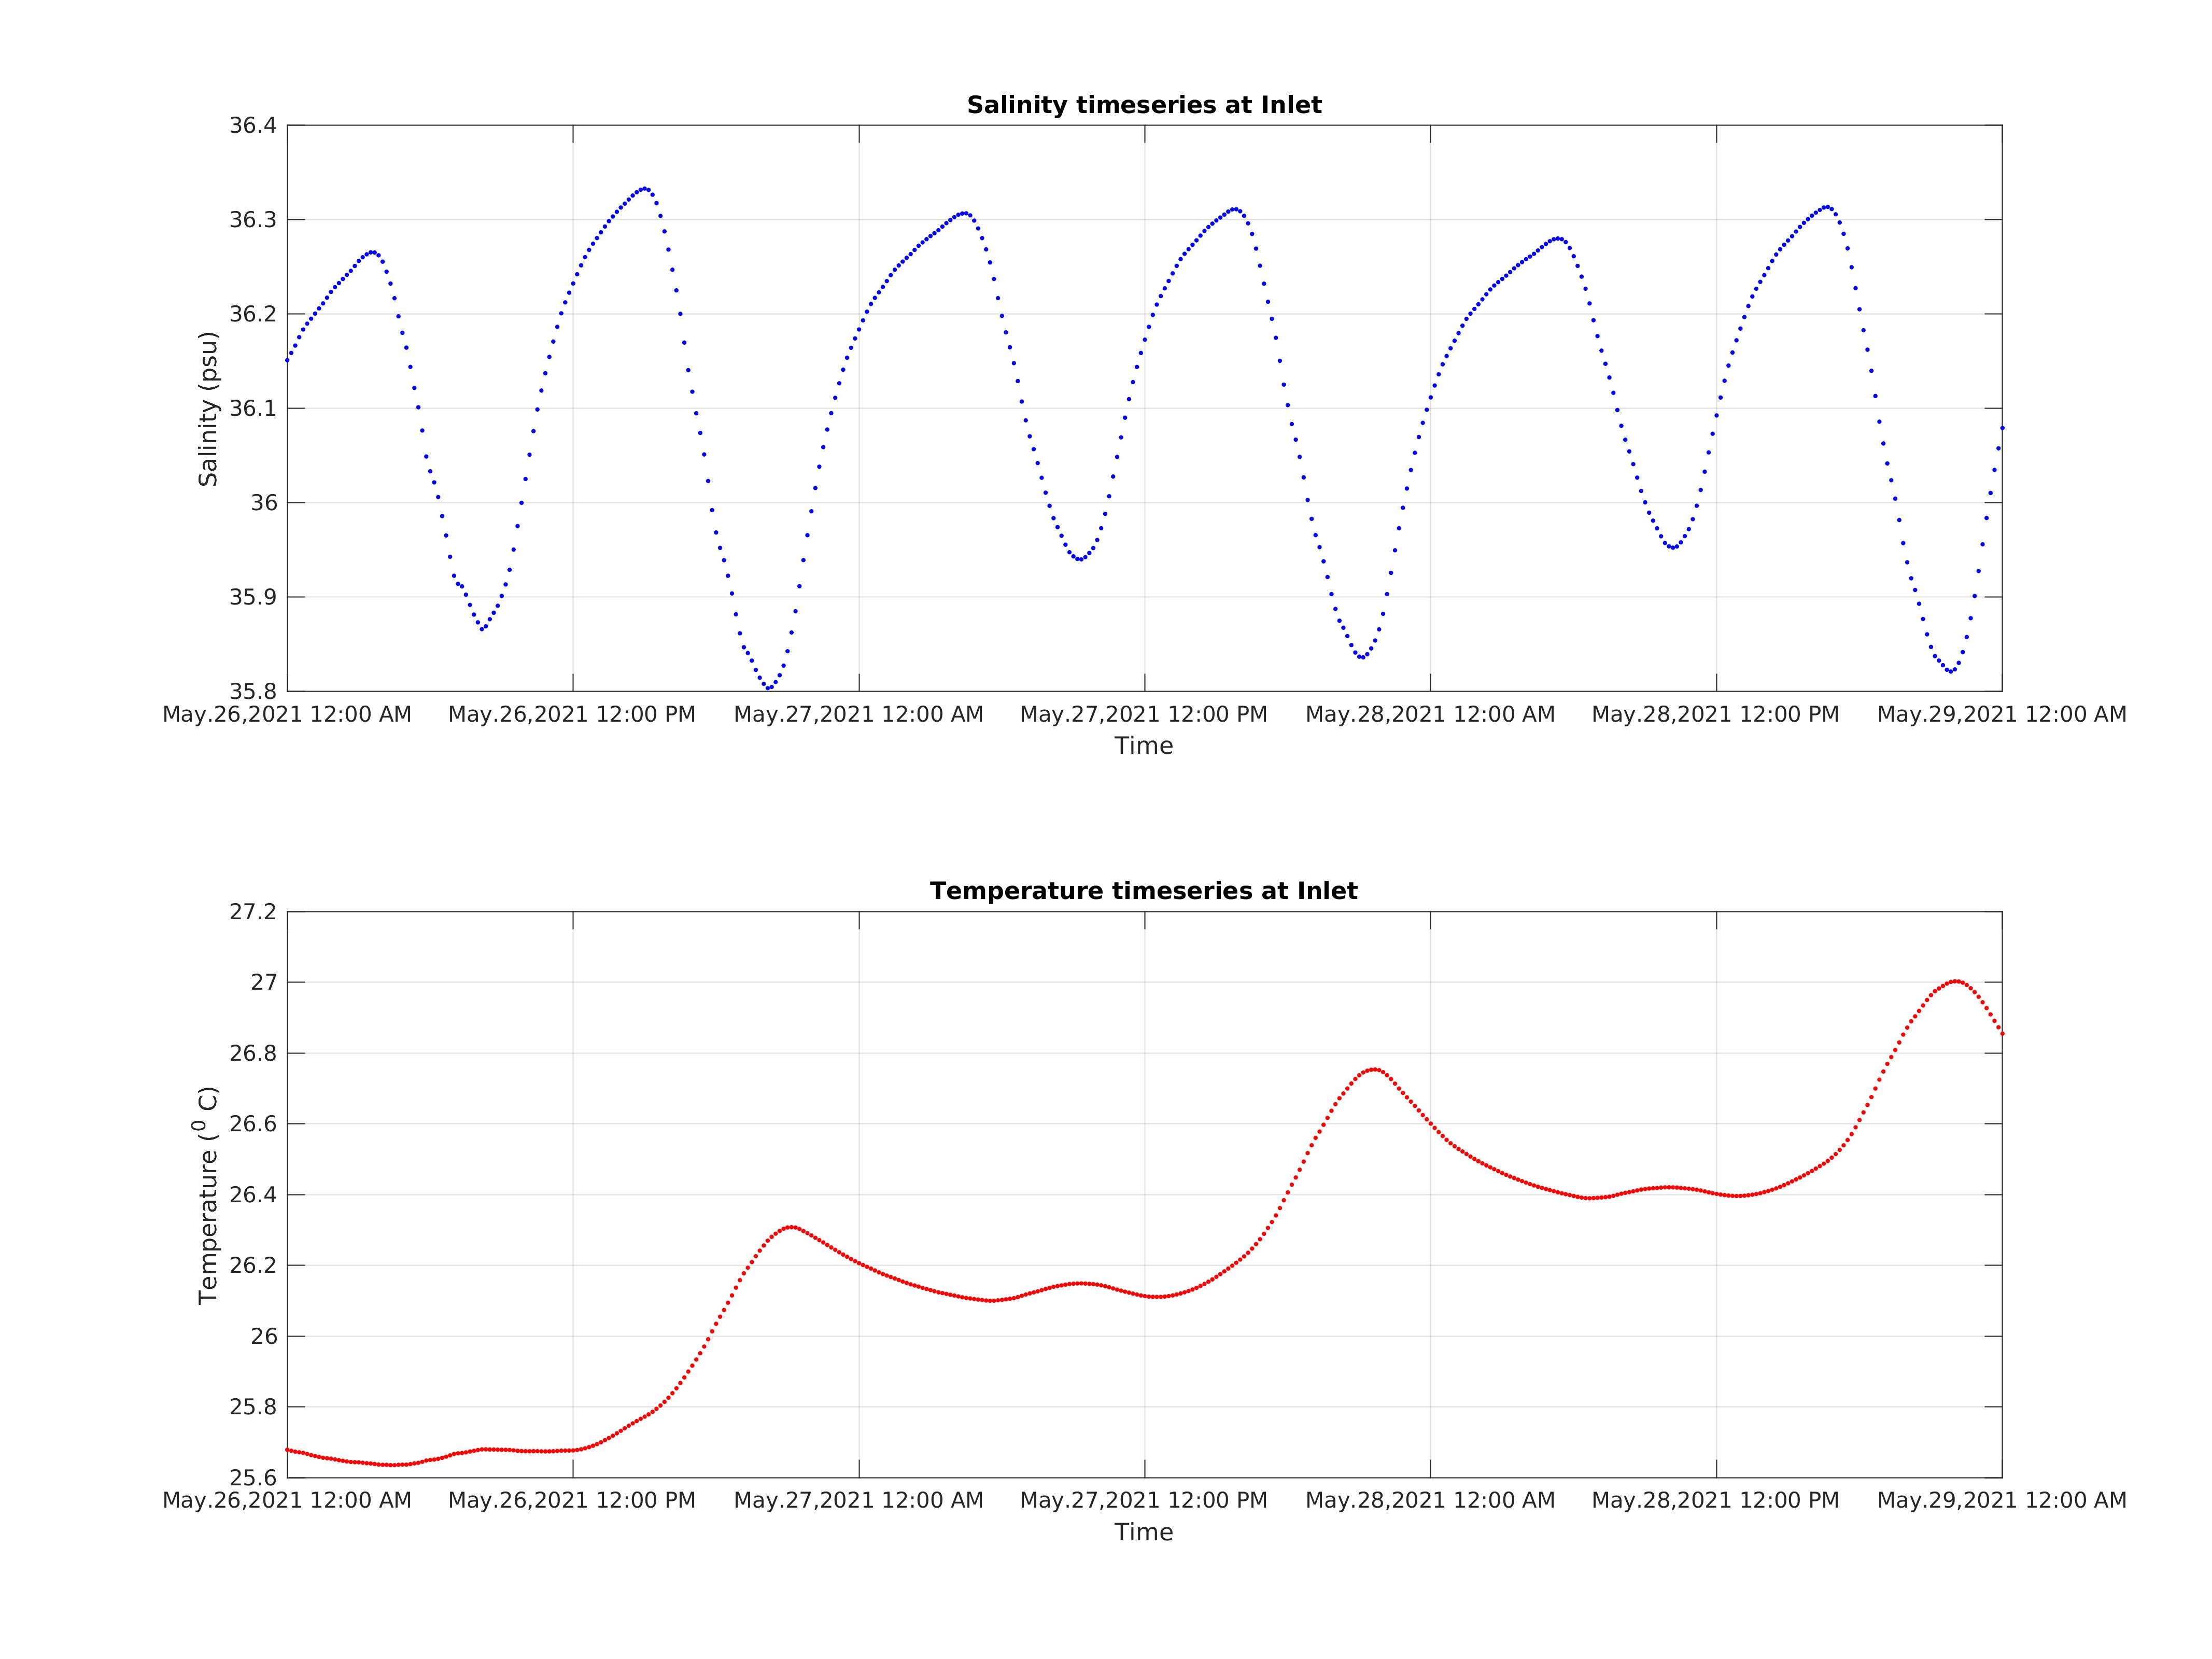 Salinity timeseries at Inlet
36.4
36.3
36.2
36.1
36
35.9
35.8
Salinity (psu)
May.26,2021 12:00 AM May.26,2021 12:00 PM May.27,2021 12:00 AM May.27,2021 12:00 PM May.28,2021 12:00 AM May.28,2021 12:00 PM May.29,2021 12:00 AM
Time
Temperature timeseries at Inlet
27.2
27
26.8
26.6
26.4
26.2
26
25.8
25.6
Temperature (⁰ C)
May.26,2021 12:00 AM May.26,2021 12:00 PM May.27,2021 12:00 AM May.27,2021 12:00 PM May.28,2021 12:00 AM May.28,2021 12:00 PM May.29,2021 12:00 AM
Time